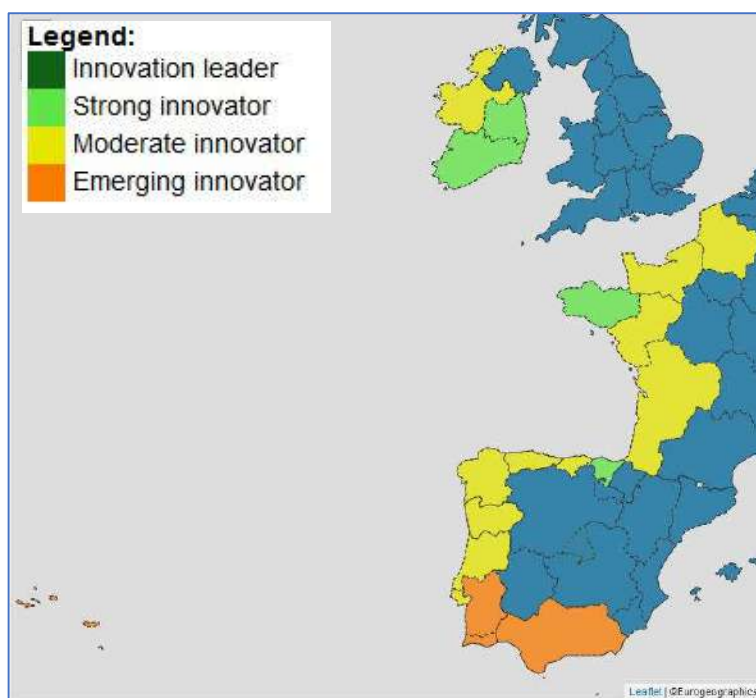 Legend:
Innovation leader
Strong innovator
Moderate innovator
Emerging innovator
Leaflet | ©Eurogeographics